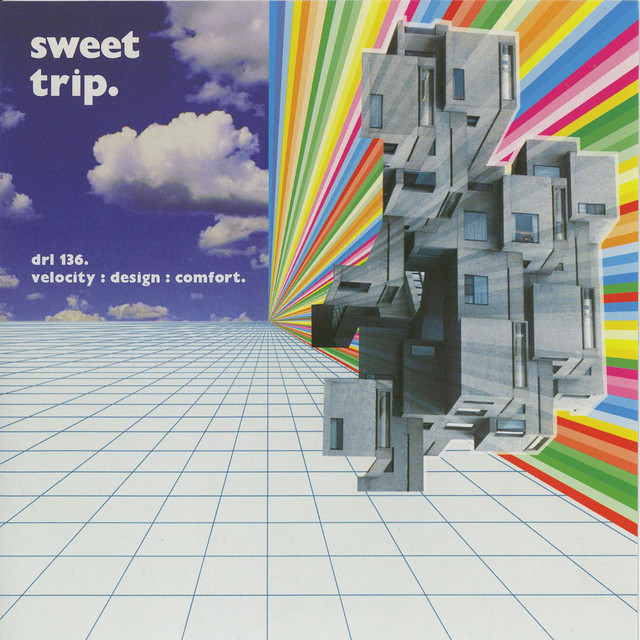 sweet
trip.
drl 136.
velocity : design : comfort.